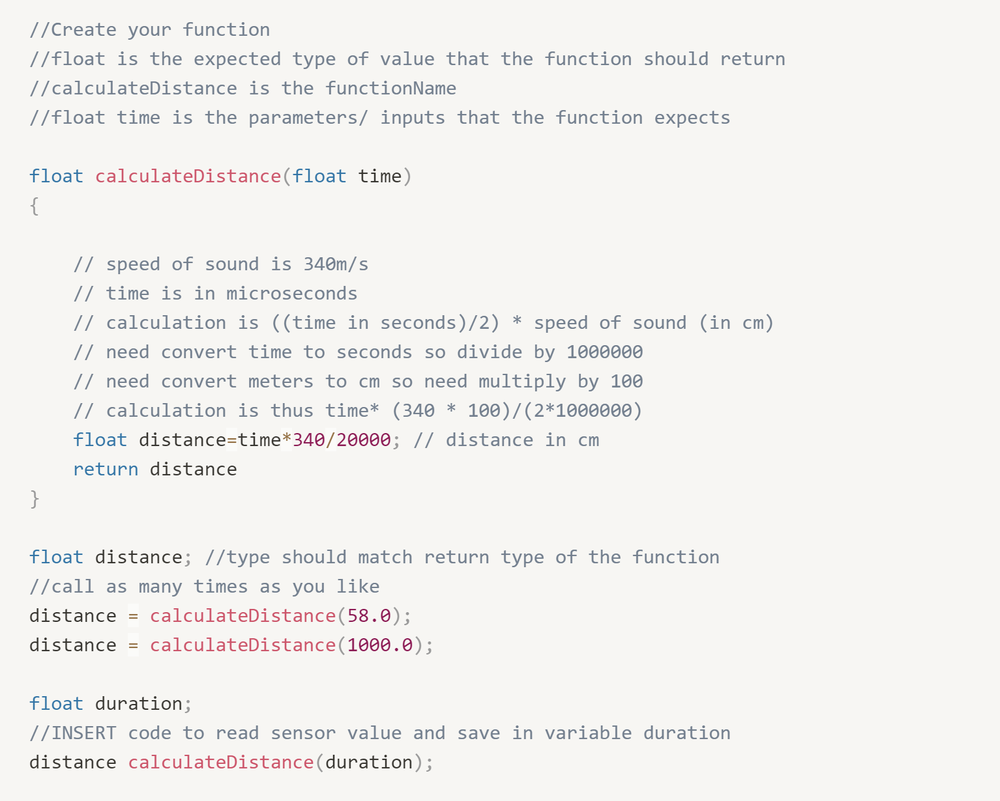 //Create your function
//float is the expected type of value that the function should return
//calculateDistance is the functionName
//float time is the parameters/ inputs that the function expects
float calculateDistance(float time)
{
// speed of sound is 340m/s
// time is in microseconds
// calculation is ((time in seconds)/2) * speed of sound (in cm)
// need convert time to seconds so divide by 1000000
// need convert meters to cm so need multiply by 100
// calculation is thus time* (340 * 100)/(2*1000000)
float distance=time*340/20000; // distance in cm
return distance
}
float distance; //type should match return type of the function
//call as many times as you like
distance = calculateDistance(58.0);
distance = calculateDistance(1000.0);
float duration;
//INSERT code to read sensor value and save in variable duration
distance calculateDistance(duration);